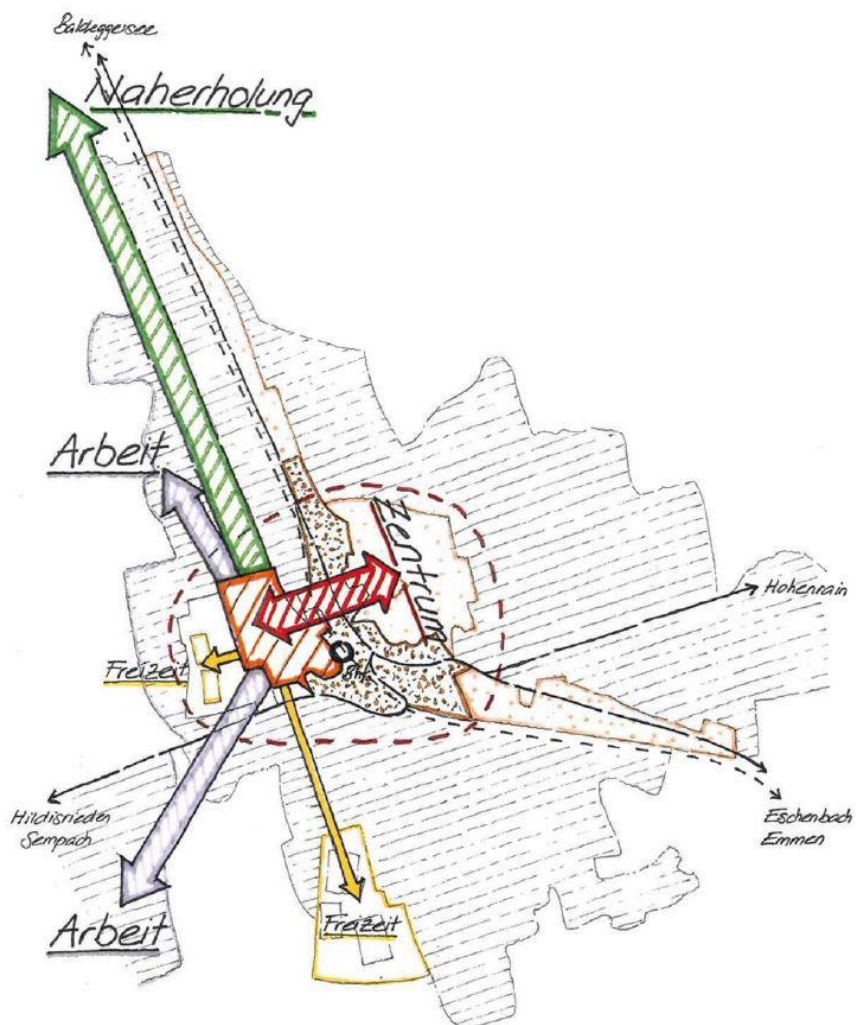 Baldeggersee
Naherholung
Arbeit
Zentrum
Hohenrain
Freizeit
Bhf.
Hildisrieden
Sempach
Eschenbach
Emmen
Freizeit
Arbeit